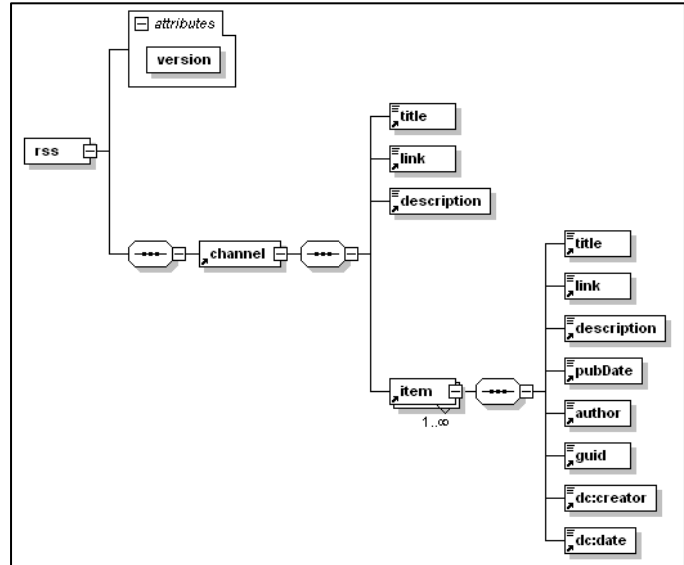 attributes
version
rss
title
link
description
channel
item
1..∞
title
link
description
pubDate
author
guid
dc:creator
dc:date